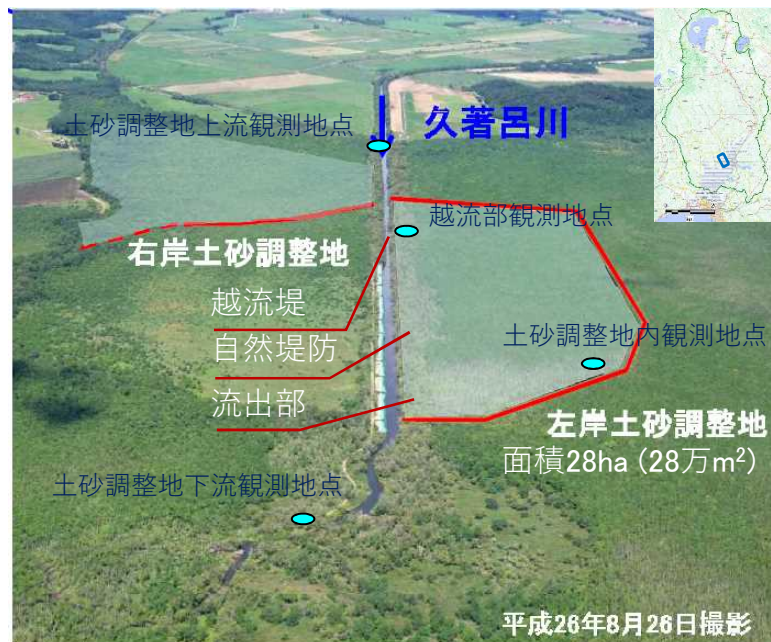 土砂調整地上流観測地点
久著呂川
越流部観測地点
右岸土砂調整地
越流堤
自然堤防
土砂調整地内観測地点
流出部
左岸土砂調整地
面積28ha (28万m²)
土砂調整地下流観測地点
平成26年8月26日撮影